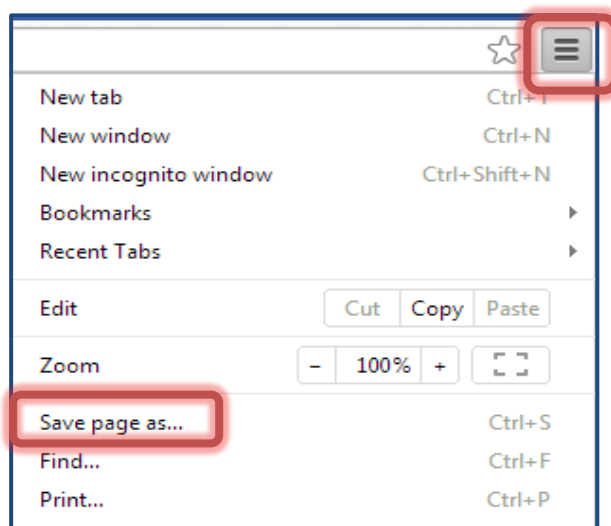 New tab Ctrl+T
New window Ctrl+N
New incognito window Ctrl+Shift+N
Bookmarks
Recent Tabs
Edit Cut Copy Paste
Zoom - 100% +
Save page as... Ctrl+S
Find... Ctrl+F
Print... Ctrl+P